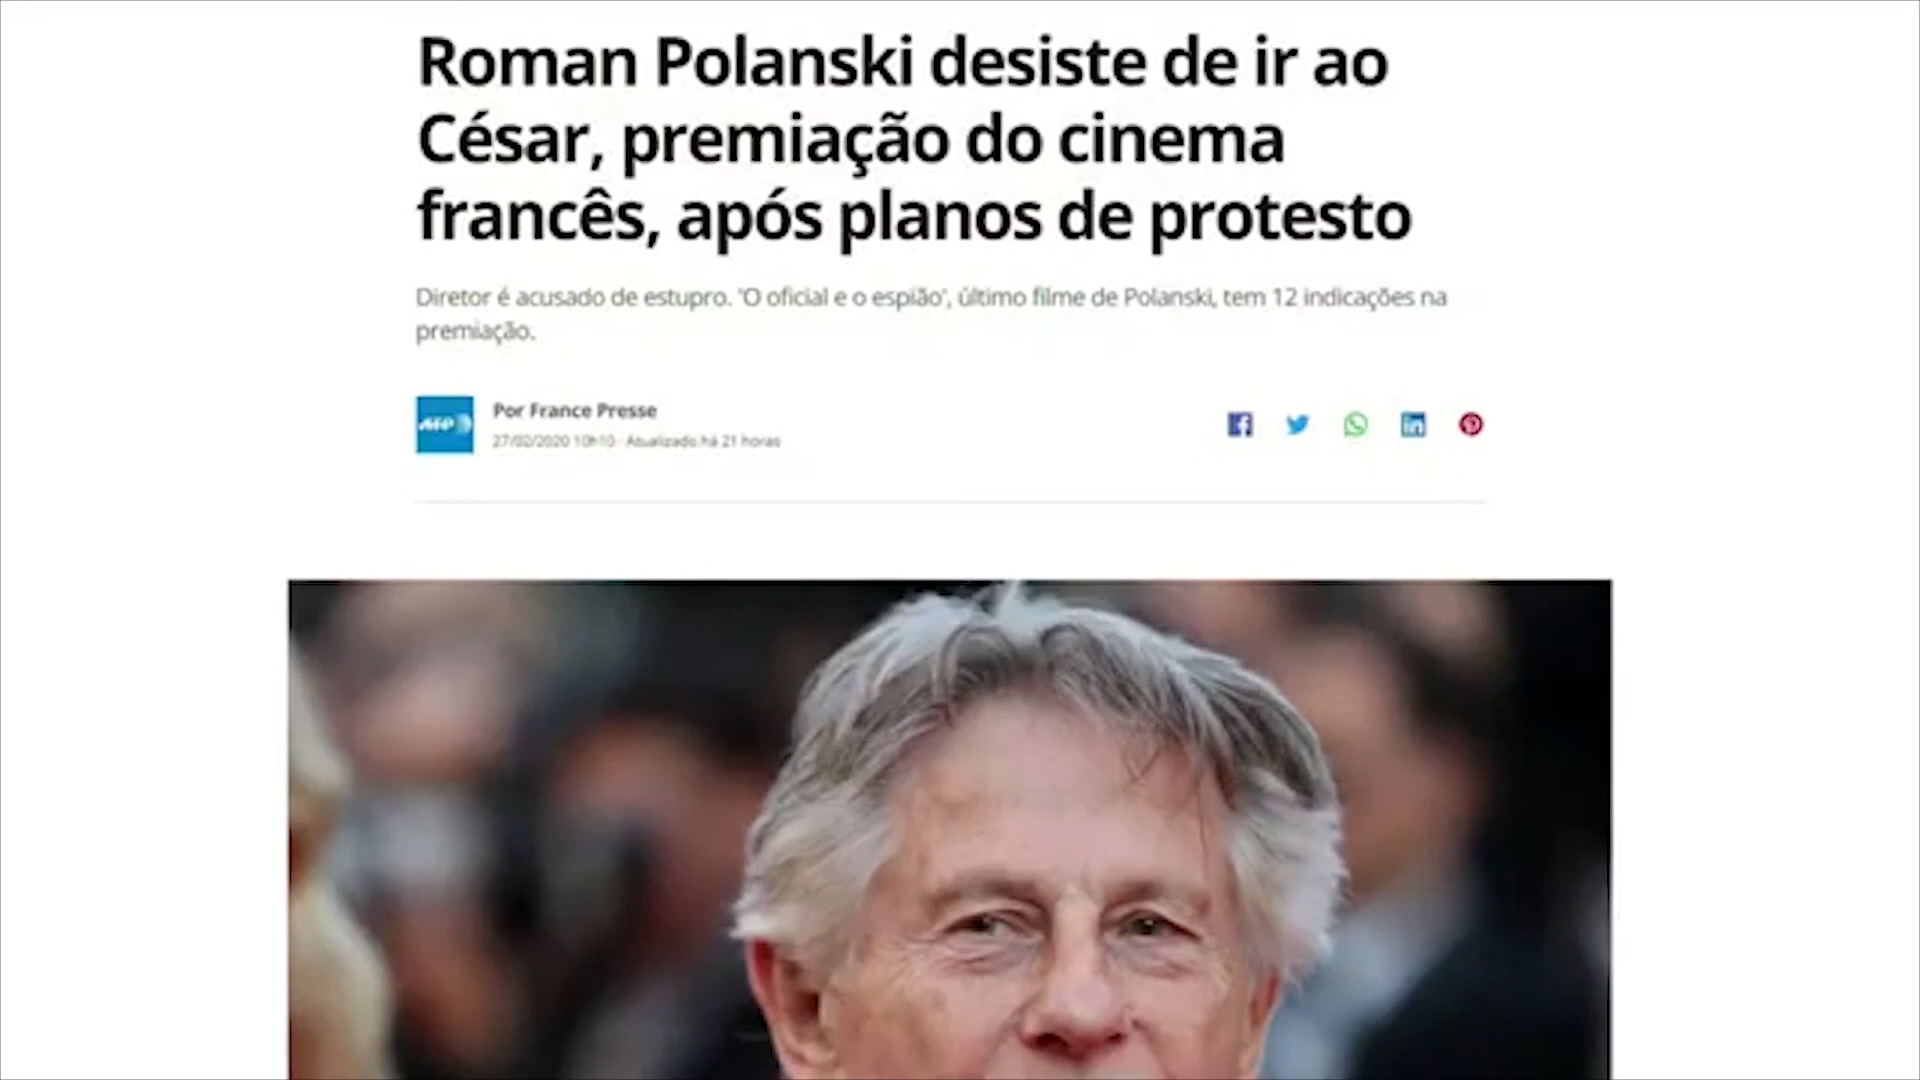 Roman Polanski desiste de ir ao
César, premiação do cinema
francês, após planos de protesto
Diretor é acusado de estupro. 'O oficial e o espião', último filme de Polanski, tem 12 indicações na
premiação.
AFP
Por France Presse
27/02/2020 10h10 · Atualizado há 21 horas